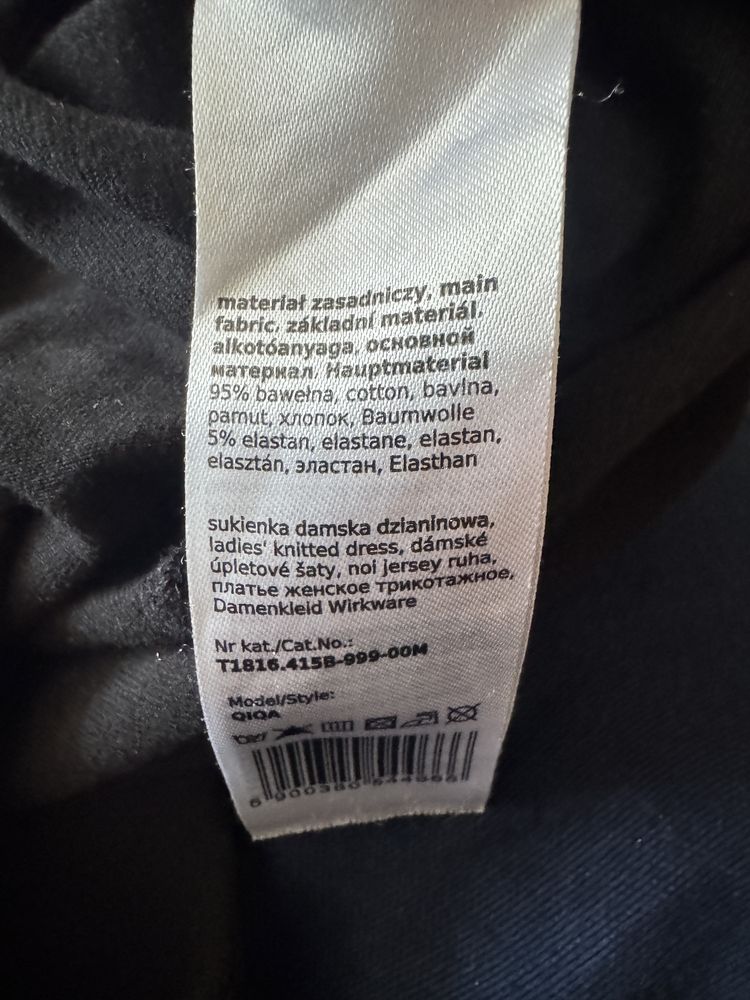 materiał zasadniczy, main
fabric, základní materiál,
alkotóanyaga, основной
материал, Hauptmaterial
95% bawełna, cotton, bavlna,
pamut, хлопок, Baumwolle
5% elastan, elastane, elastan,
elasztán, эластан, Elasthan
sukienka damska dzianinowa,
ladies' knitted dress, dámské
úpletové šaty, noi jersey ruha,
платье женское трикотажное,
Damenkleid Wirkware
Nr kat./Cat.No.:
T1816.415B-999-00M
Model/Style:
QIQA